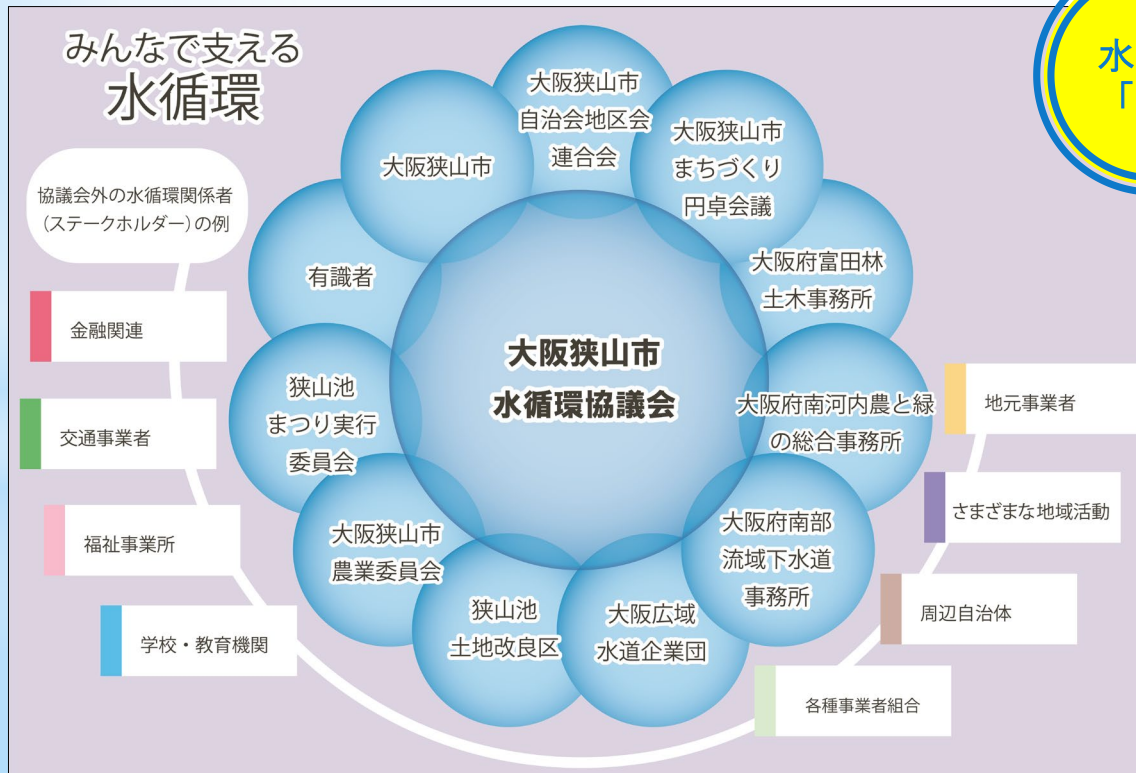 みんなで支える
水循環
水
「
協議会外の水循環関係者
（ステークホルダー）の例
金融関連
交通事業者
福祉事業所
学校・教育機関
大阪狭山市
水循環協議会
大阪狭山市
自治会地区会
連合会
大阪狭山市
まちづくり
円卓会議
大阪府富田林
土木事務所
大阪府南河内農と緑
の総合事務所
大阪府南部
流域下水道
事務所
大阪広域
水道企業団
狭山池
土地改良区
大阪狭山市
農業委員会
狭山池
まつり実行
委員会
有識者
大阪狭山市
地元事業者
さまざまな地域活動
周辺自治体
各種事業者組合